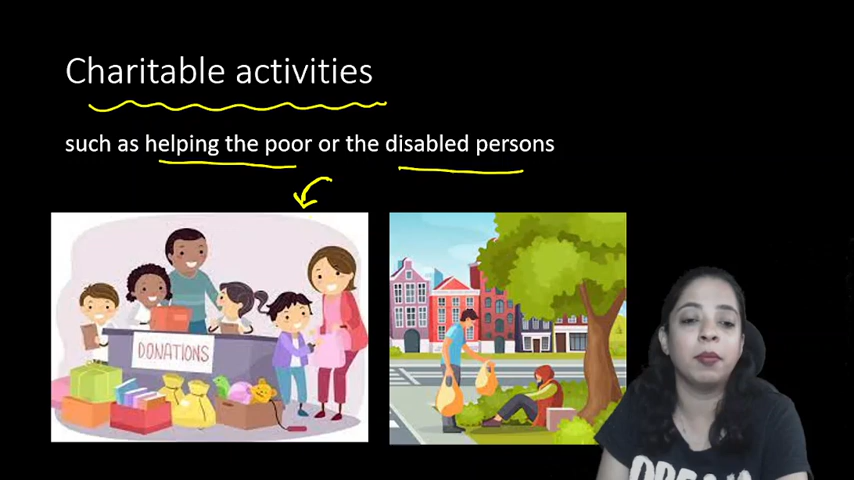 Charitable activities
such as helping the poor or the disabled persons
DONATIONS